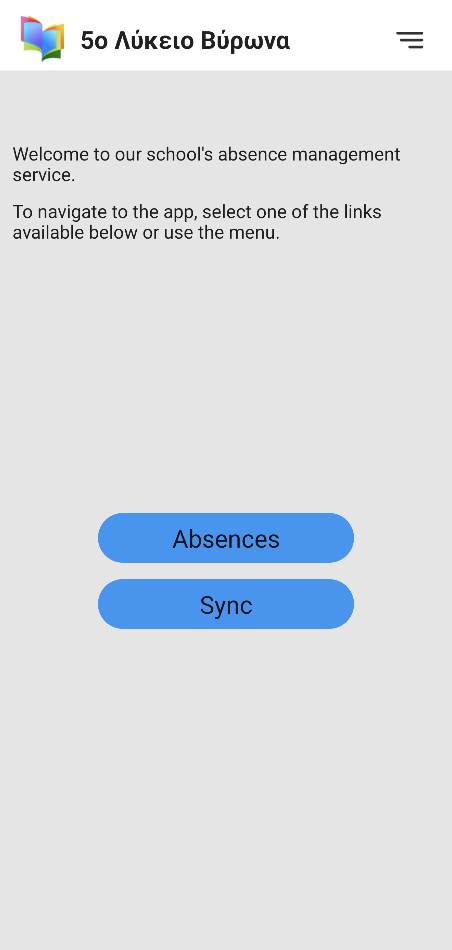 5ο Λύκειο Βύρωνα
Welcome to our school's absence management
service.
To navigate to the app, select one of the links
available below or use the menu.
Absences
Sync